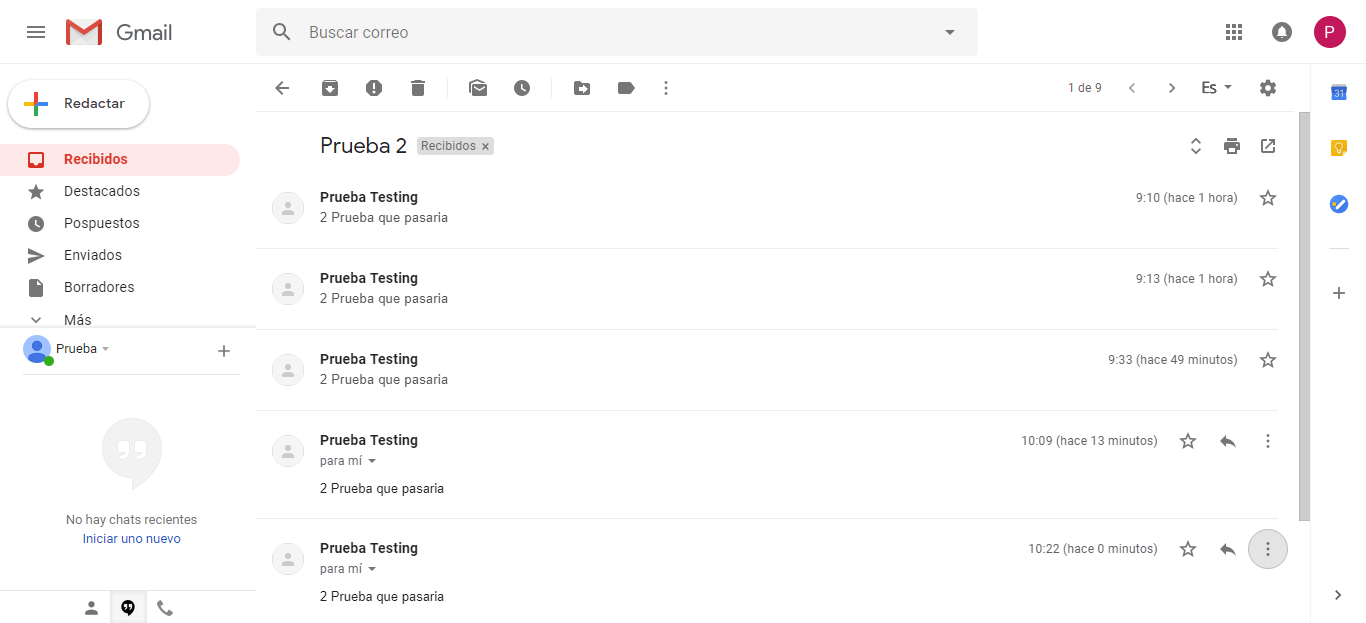 Gmail
Buscar correo
P
Redactar
1 de 9
Es
31
Recibidos
Destacados
Pospuestos
Enviados
Borradores
Más
Prueba
No hay chats recientes
Iniciar uno nuevo
Prueba 2 Recibidos ×
Prueba Testing 9:10 (hace 1 hora)
2 Prueba que pasaria
Prueba Testing 9:13 (hace 1 hora)
2 Prueba que pasaria
Prueba Testing 9:33 (hace 49 minutos)
2 Prueba que pasaria
Prueba Testing 10:09 (hace 13 minutos)
para mí
2 Prueba que pasaria
Prueba Testing 10:22 (hace 0 minutos)
para mí
2 Prueba que pasaria